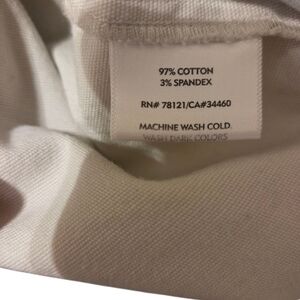 97% COTTON
3% SPANDEX
RN# 78121/CA#34460
MACHINE WASH COLD.
WASH DARK COLORS